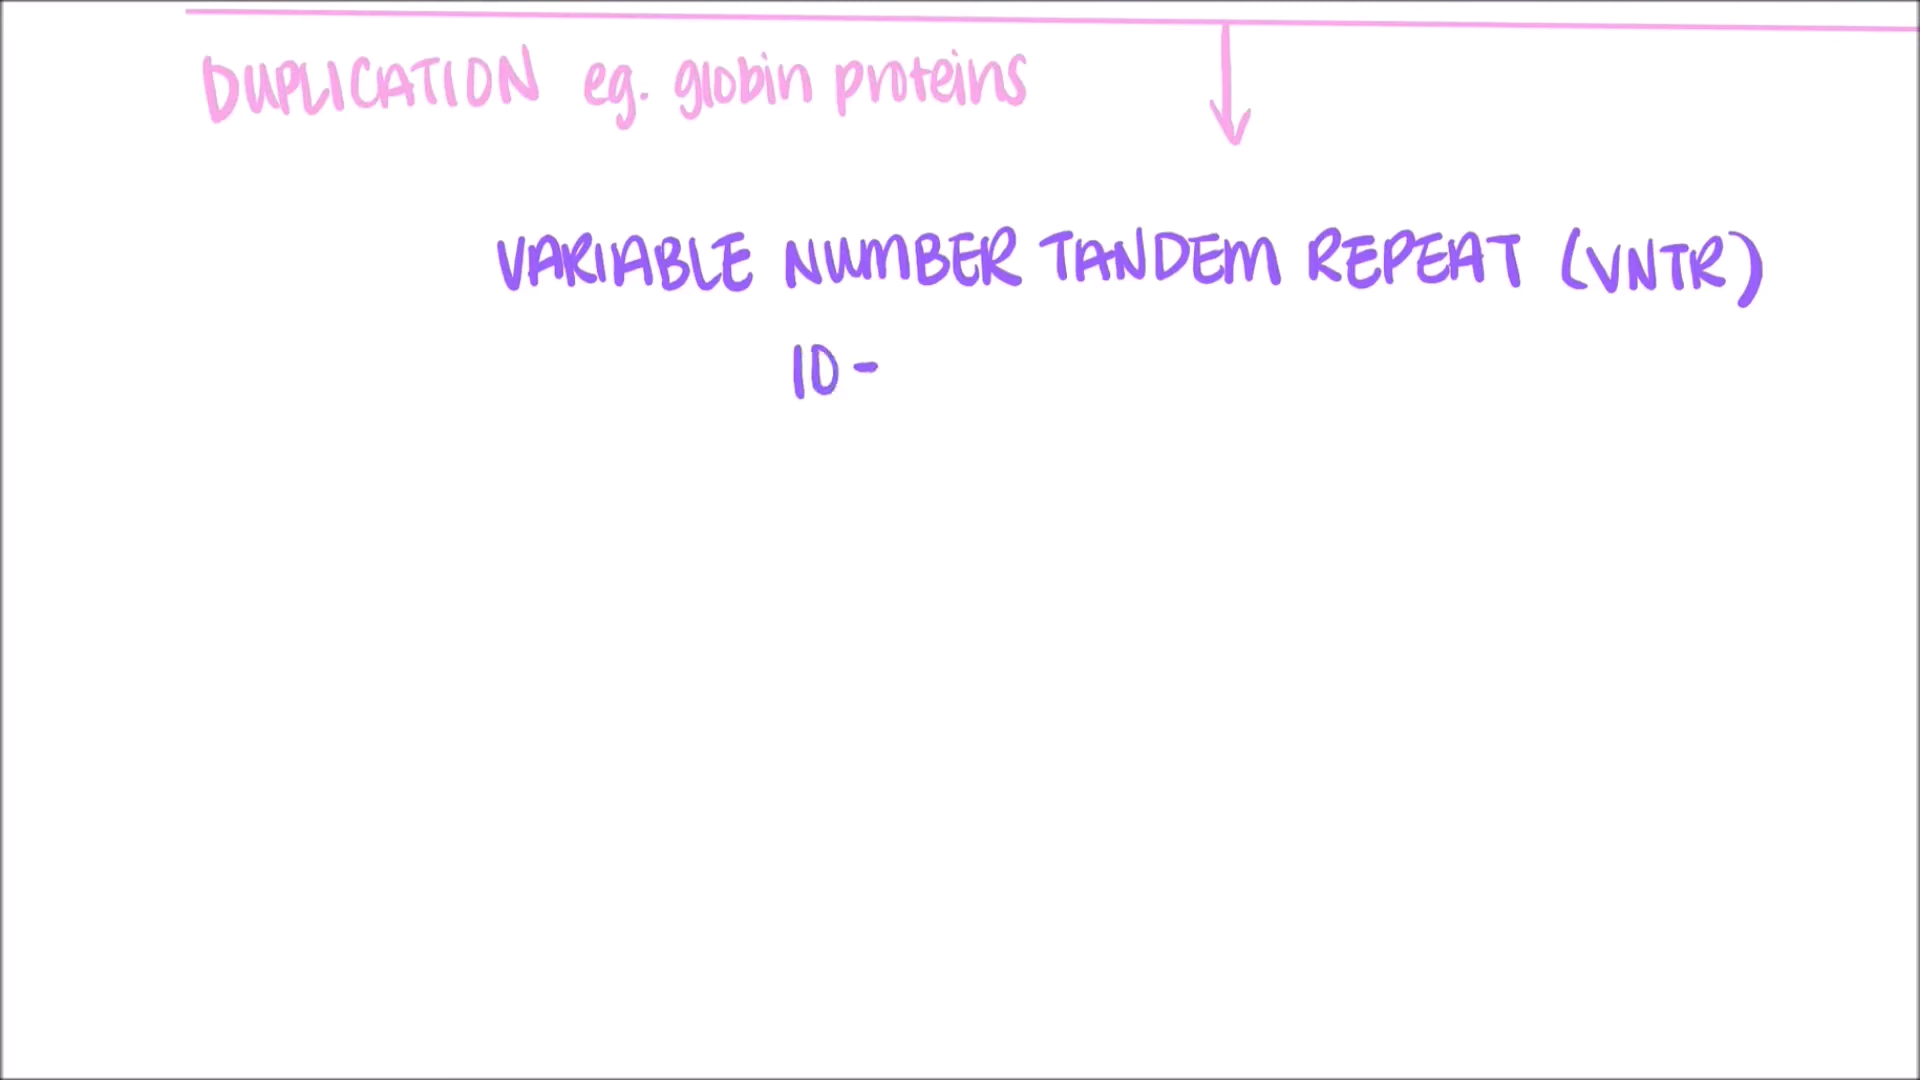 DUPLICATION eg. globin proteins
VARIABLE NUMBER TANDEM REPEAT (VNTR)
10-